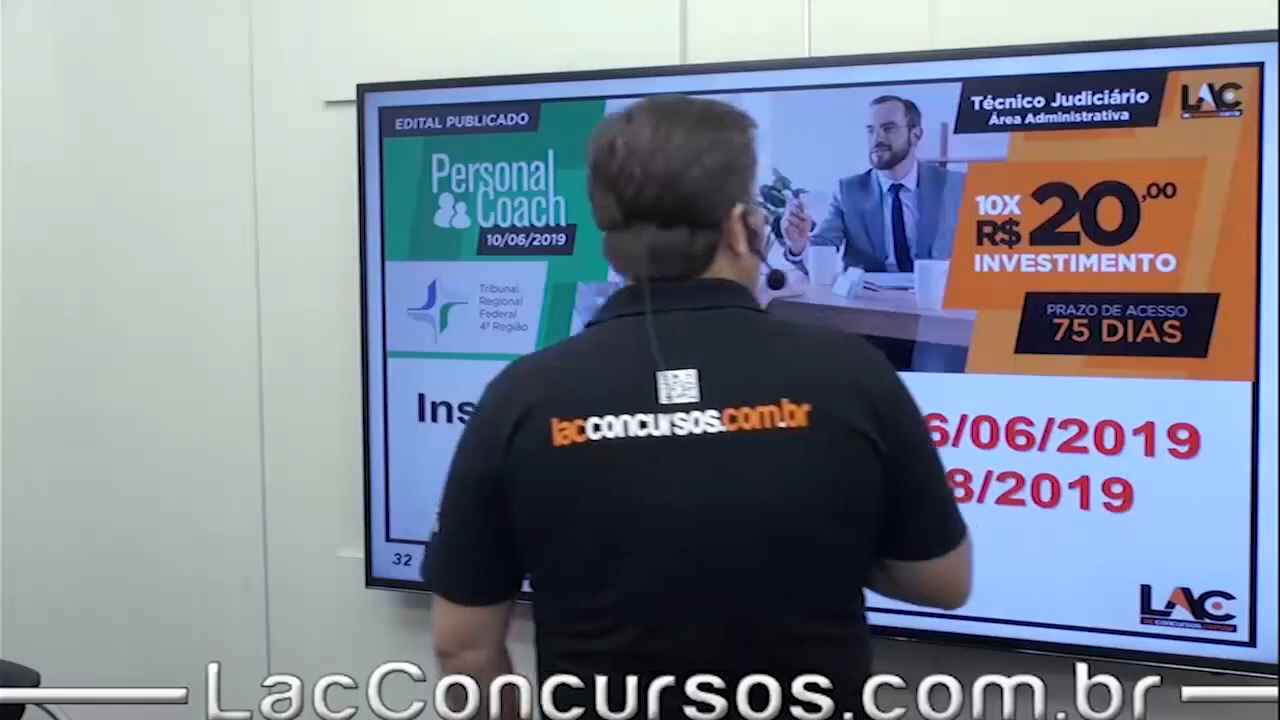 EDITAL PUBLICADO
Personal
Coach
10/06/2019
Tribunal
Regional
Federal
4ª Região
Técnico Judiciário
Área Administrativa
LAC
10X
R$ 20,00
INVESTIMENTO
PRAZO DE ACESSO
75 DIAS
Ins
6/06/2019
8/2019
lacconcursos.com.br
32
LAC
LacConcursos.com.br